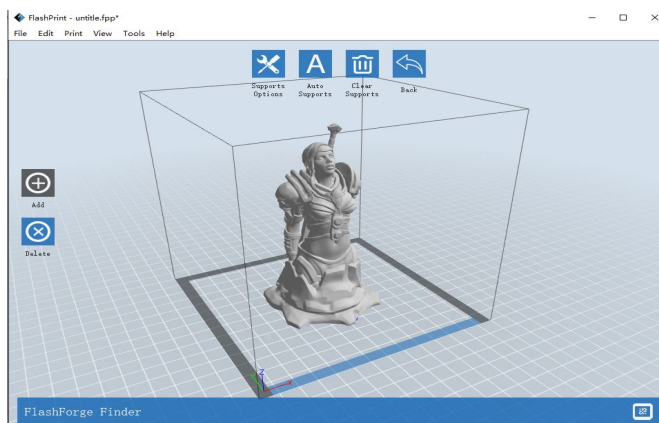 FlashPrint - untitle.fpp*
File Edit Print View Tools Help
A
Supports Options
Auto Supports
Clear Supports
Back
Add
Delete
Z
X
FlashForge Finder